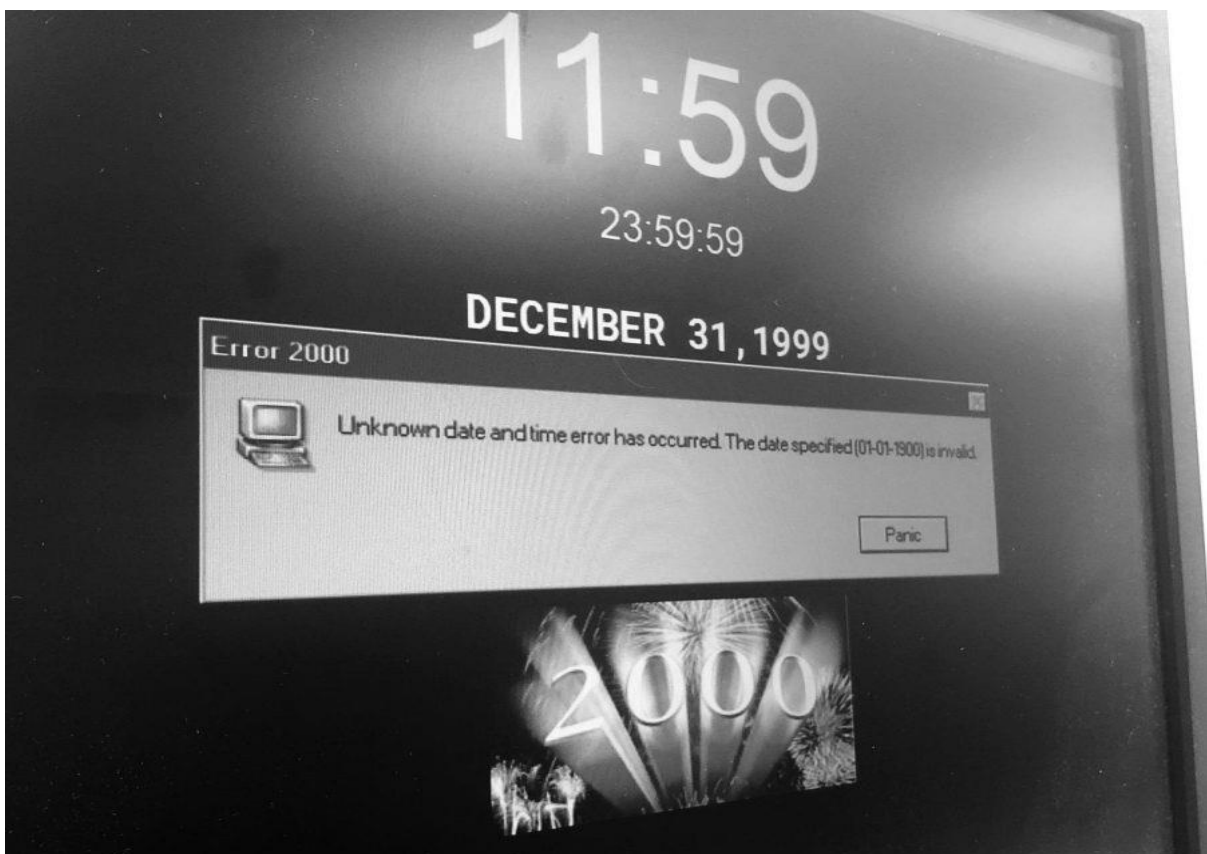 11:59
23:59:59
DECEMBER 31,1999
Error 2000
Unknown date and time error has occurred. The date specified (01-01-1900) is invalid.
Panic
2000